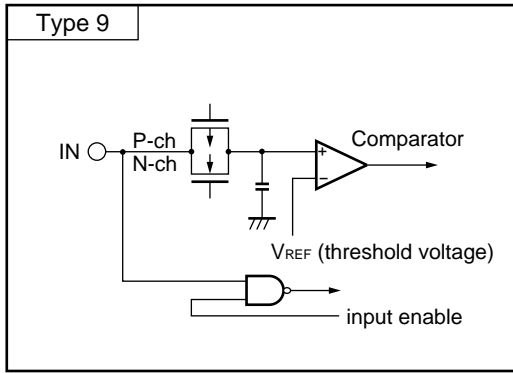 Type 9
P-ch
IN
N-ch
Comparator
+
−
VREF (threshold voltage)
input enable